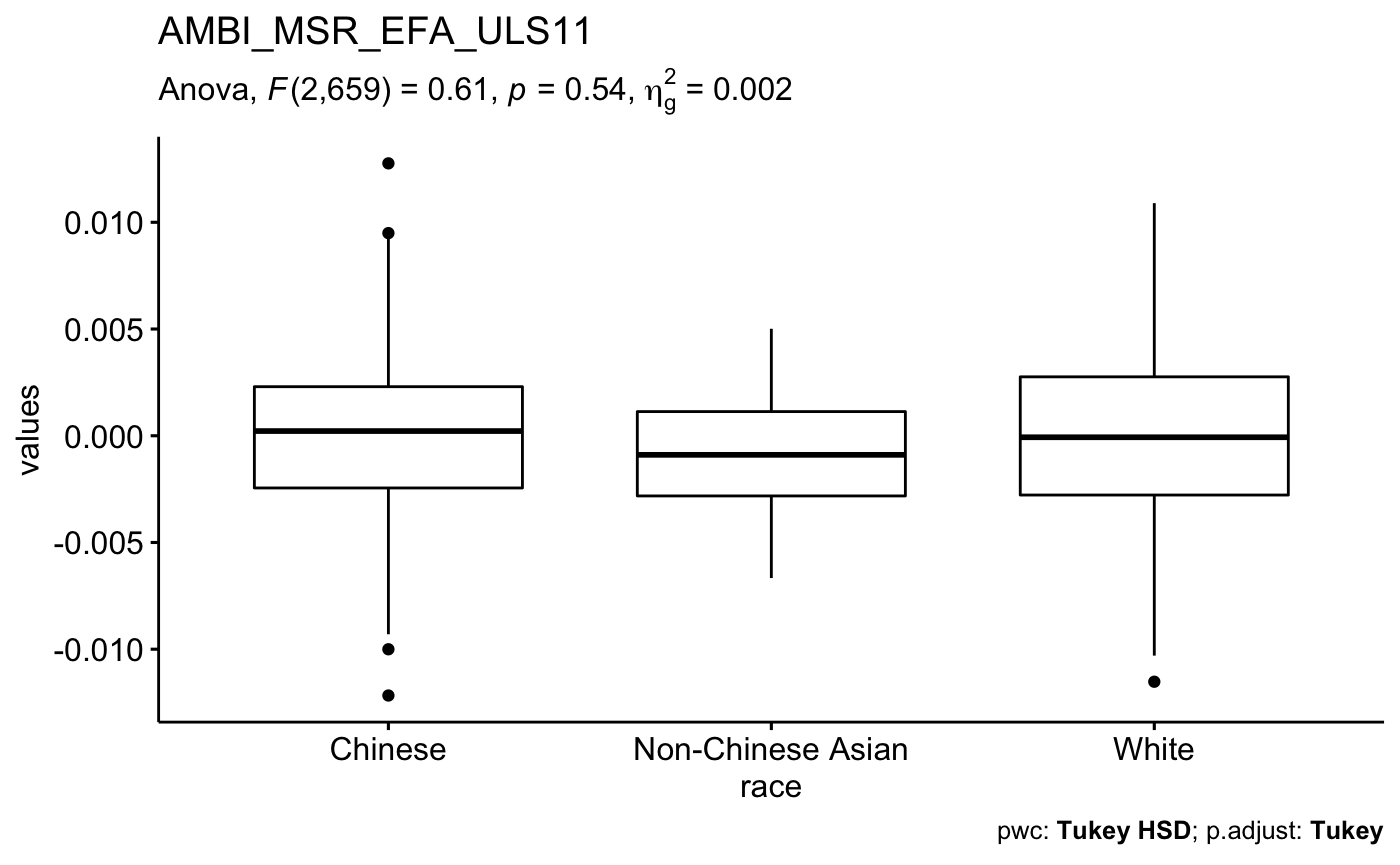 AMBI_MSR_EFA_ULS11
Anova, F(2,659) = 0.61, p = 0.54, η²g = 0.002
0.010
0.005
0.000
-0.005
-0.010
values
Chinese
Non-Chinese Asian
White
race
pwc: Tukey HSD; p.adjust: Tukey